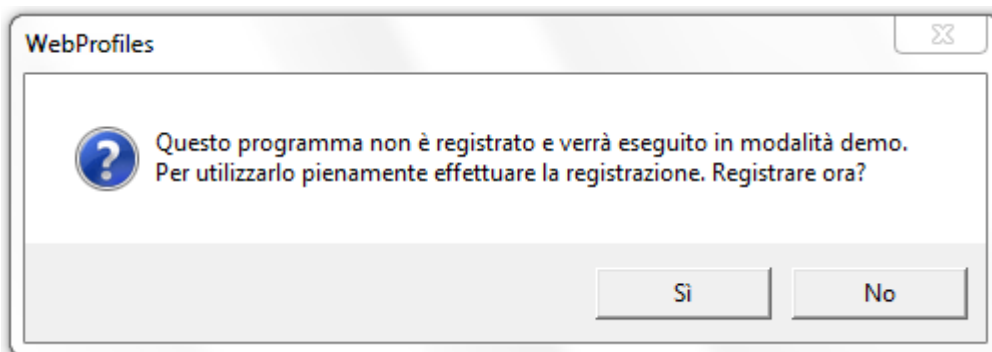 WebProfiles
Questo programma non è registrato e verrà eseguito in modalità demo.
Per utilizzarlo pienamente effettuare la registrazione. Registrare ora?
Sì
No